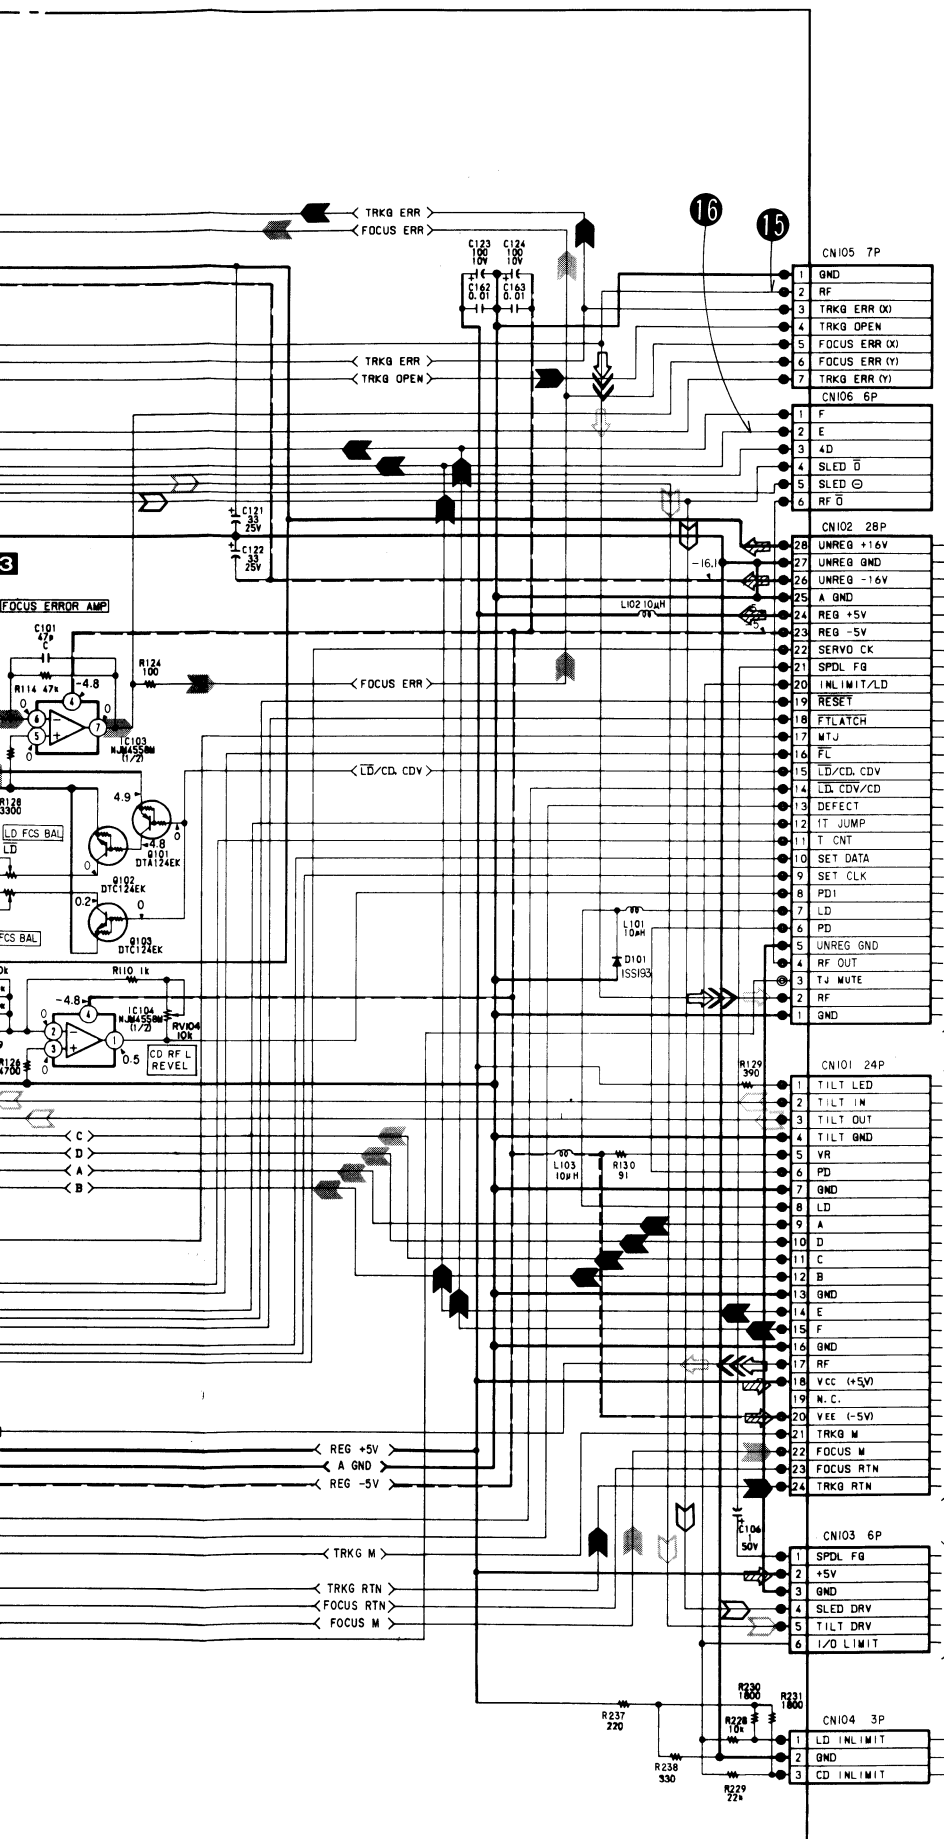 TRKG ERR
FOCUS ERR
16
15
C123
100
10V
C124
100
10V
C162
0.01
C163
0.01
TRKG ERR
TRKG OPEN
CN105 7P
1 GND
2 RF
3 TRKG ERR (X)
4 TRKG OPEN
5 FOCUS ERR (X)
6 FOCUS ERR (Y)
7 TRKG ERR (Y)
CN106 6P
1 F
2 E
3 4D
4 SLED O̅
5 SLED ⊖
6 RF O̅
C121
33
25V
C122
33
25V
-16.1
L102 10μH
CN102 28P
28 UNREG +16V
27 UNREG GND
26 UNREG -16V
25 A GND
24 REG +5V
23 REG -5V
22 SERVO CK
21 SPDL FG
20 INLIMIT/LD
19 RESET
18 FTLATCH
17 MTJ
16 FL
15 LD/CD. CDV
14 LD. CDV/CD
13 DEFECT
12 1T JUMP
11 T CNT
10 SET DATA
9 SET CLK
8 PD1
7 LD
6 PD
5 UNREG GND
4 RF OUT
3 TJ MUTE
2 RF
1 GND
3
FOCUS ERROR AMP
C101
47p
C
R114 47k
R124
100
-4.8
IC103
NJM4558M
(1/2)
FOCUS ERR
LD/CD. CDV
R128
3300
LD FCS BAL
LD
4.9
-4.8
Q101
DTA124EK
Q102
DTC124EK
0.2
Q103
DTC124EK
FCS BAL
L101
10μH
D101
1SS193
R110 1k
-4.8
IC104
NJM4558M
(1/2)
RV104
10k
0.5
CD RF L
REVEL
R126
4700
R129
390
C
D
A
B
L103
10μH
R130
91
CN101 24P
1 TILT LED
2 TILT IN
3 TILT OUT
4 TILT GND
5 VR
6 PD
7 GND
8 LD
9 A
10 D
11 C
12 B
13 GND
14 E
15 F
16 GND
17 RF
18 VCC (+5V)
19 N.C.
20 VEE (-5V)
21 TRKG M
22 FOCUS M
23 FOCUS RTN
24 TRKG RTN
REG +5V
A GND
REG -5V
TRKG M
TRKG RTN
FOCUS RTN
FOCUS M
C106
1
50V
CN103 6P
1 SPDL FG
2 +5V
3 GND
4 SLED DRV
5 TILT DRV
6 I/O LIMIT
R237
220
R238
330
R230
1800
R231
1800
R228
10k
R229
22k
CN104 3P
1 LD INLIMIT
2 GND
3 CD INLIMIT